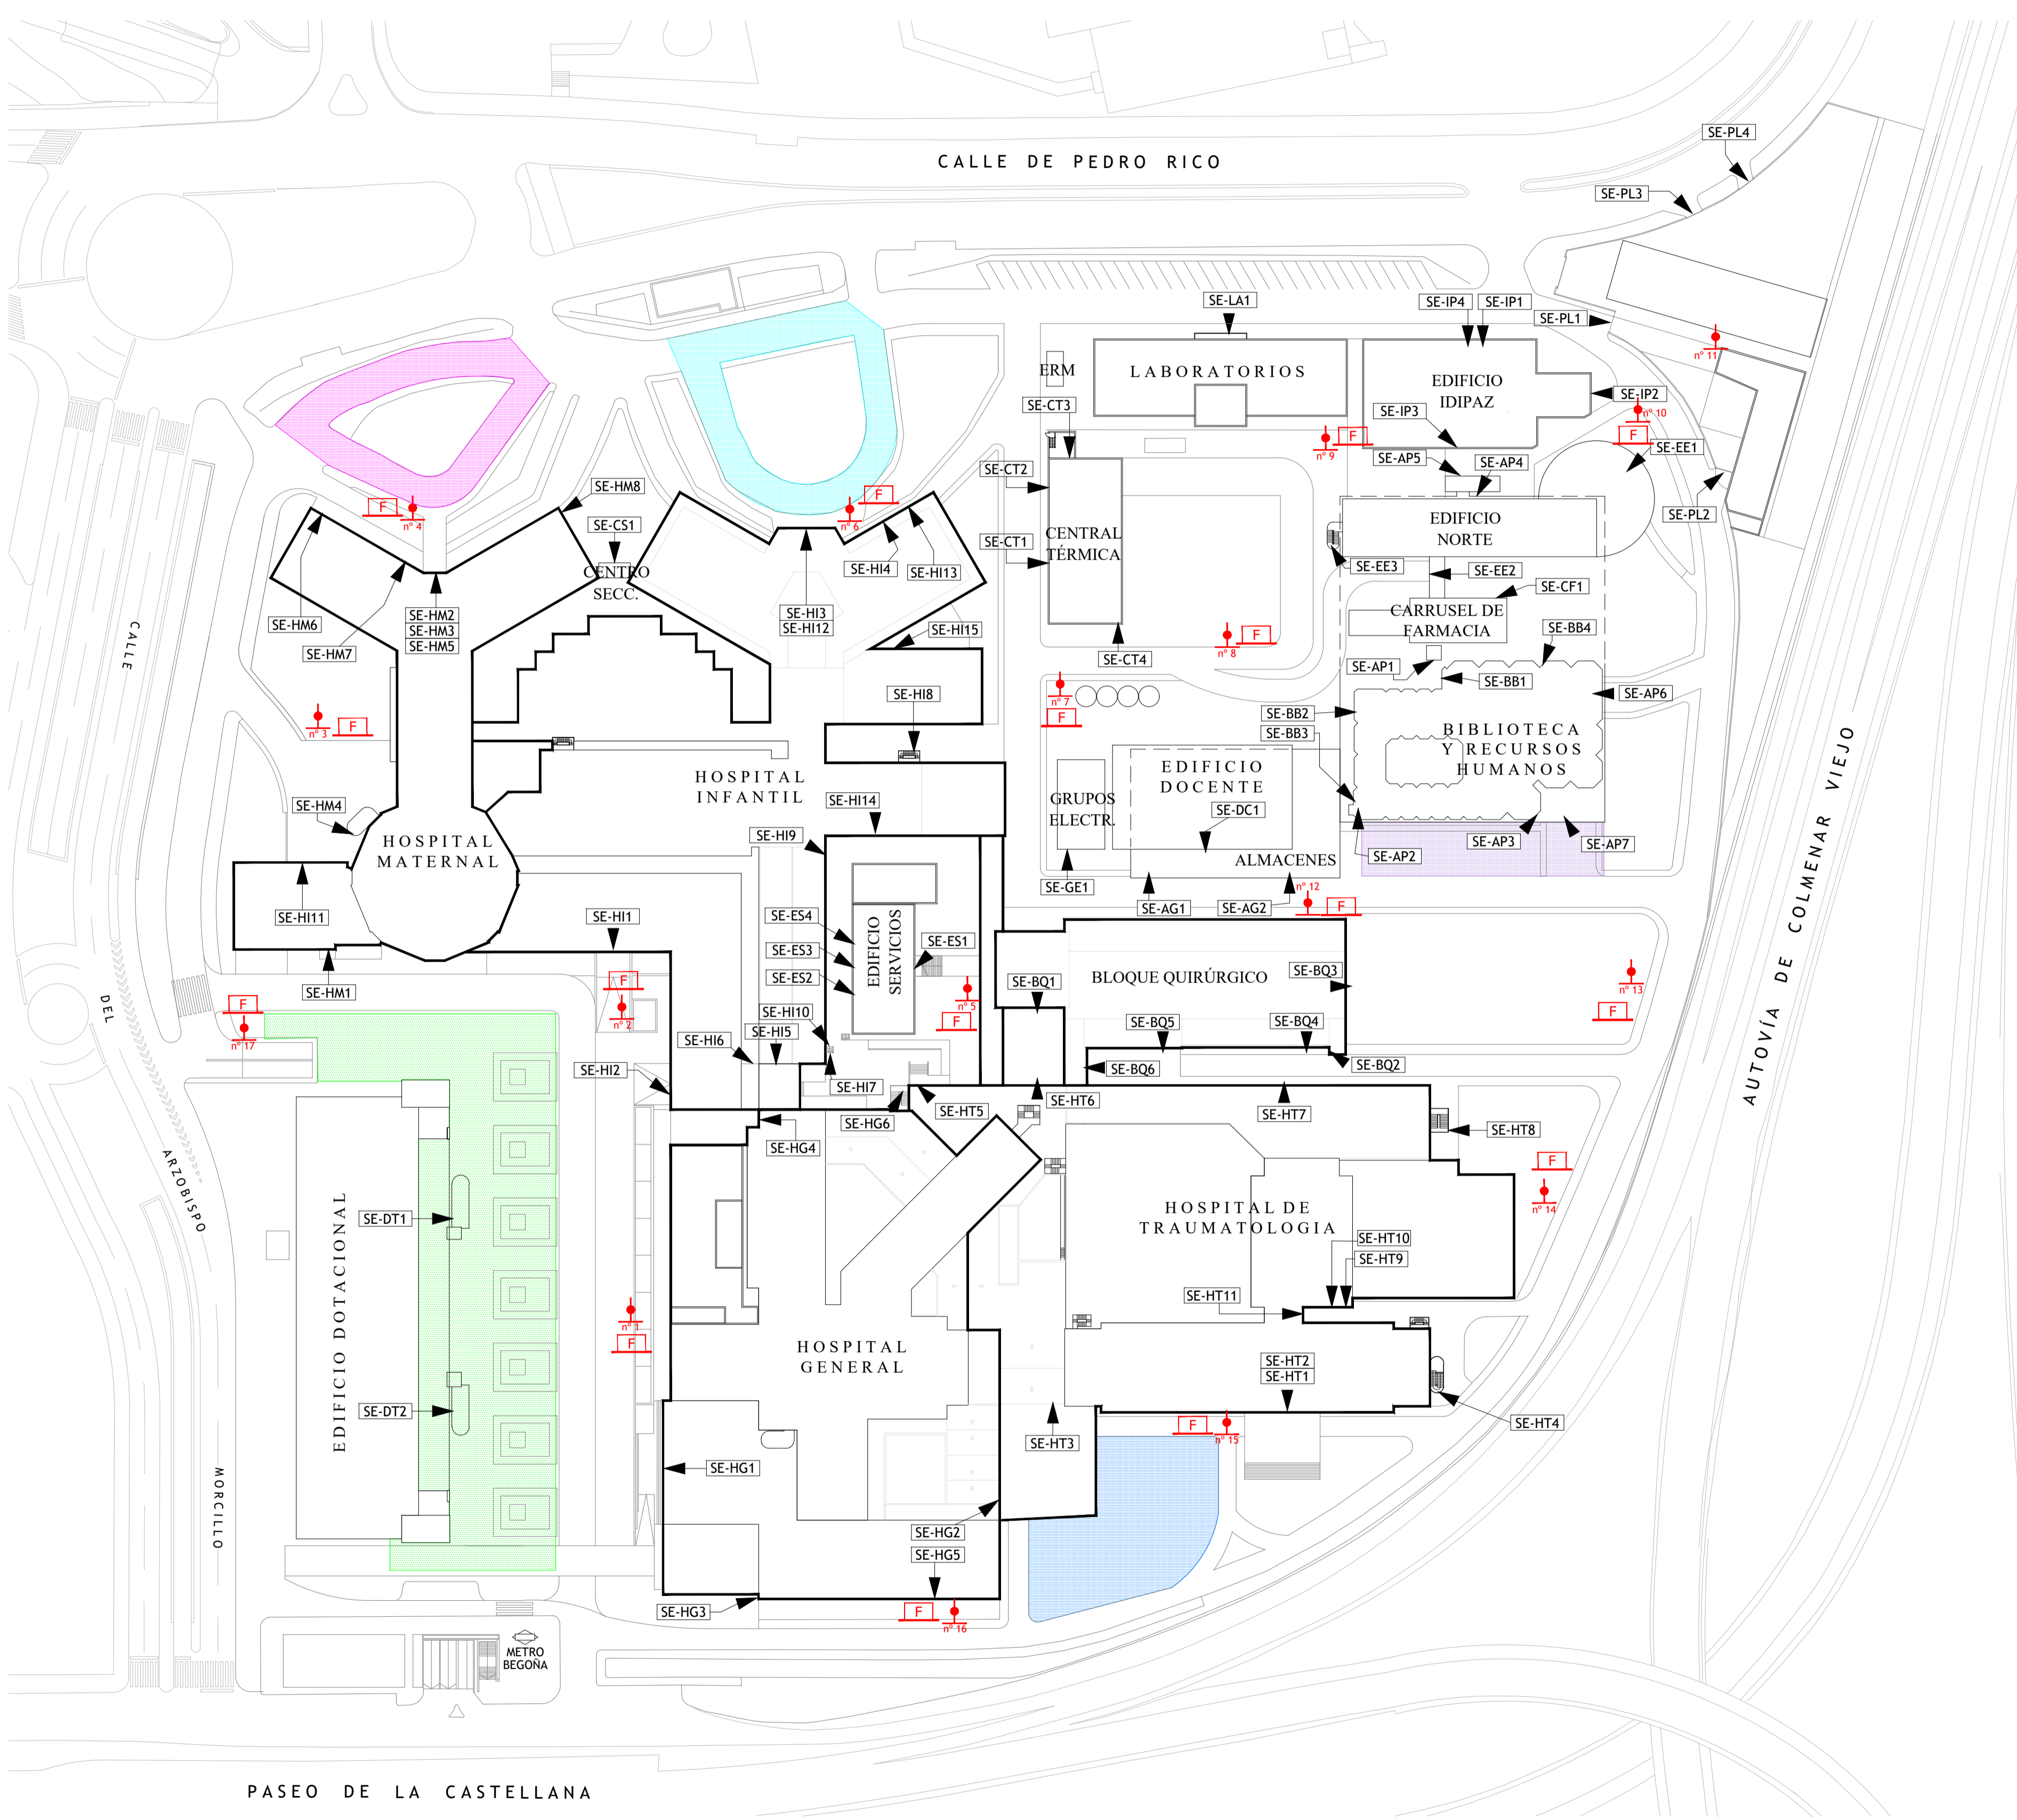 CALLE DE PEDRO RICO
SE-PL4
SE-PL3
SE-LA1
SE-IP4
SE-IP1
SE-PL1
nº 11
ERM
LABORATORIOS
EDIFICIO
IDIPAZ
SE-IP2
SE-CT3
SE-IP3
nº 10
F
nº 9
F
SE-EE1
SE-AP5
SE-AP4
SE-CT2
SE-HM8
F
nº 4
F
nº 6
SE-CS1
CENTRO
SECC.
SE-PL2
EDIFICIO
NORTE
CENTRAL
TÉRMICA
SE-CT1
SE-HI4
SE-HI13
SE-EE3
SE-EE2
SE-CF1
SE-HM6
SE-HM7
SE-HM2
SE-HM3
SE-HM5
SE-HI3
SE-HI12
SE-HI15
CARRUSEL DE
FARMACIA
SE-BB4
nº 8
F
SE-CT4
SE-AP1
SE-BB1
SE-AP6
CALLE
DEL
ARZOBISPO
MORCILLO
nº 3
F
SE-HI8
nº 7
F
SE-BB2
SE-BB3
BIBLIOTECA
Y RECURSOS
HUMANOS
HOSPITAL
INFANTIL
EDIFICIO
DOCENTE
GRUPOS
ELECTR.
SE-DC1
SE-HM4
SE-HI14
SE-HI9
HOSPITAL
MATERNAL
SE-AP3
SE-AP7
SE-AP2
ALMACENES
SE-GE1
SE-AG1
SE-AG2
nº 12
F
AUTOVÍA DE COLMENAR VIEJO
SE-HI11
SE-HI1
SE-ES4
SE-ES3
SE-ES2
EDIFICIO
SERVICIOS
SE-ES1
SE-HM1
BLOQUE QUIRÚRGICO
SE-BQ1
SE-BQ3
nº 13
F
F
nº 17
F
nº 2
nº 5
F
SE-HI10
SE-HI5
SE-HI6
SE-BQ5
SE-BQ4
SE-BQ2
SE-BQ6
SE-HI2
SE-HI7
SE-HG6
SE-HT5
SE-HT6
SE-HT7
SE-HT8
SE-HG4
F
nº 14
EDIFICIO DOTACIONAL
SE-DT1
SE-DT2
HOSPITAL DE
TRAUMATOLOGIA
SE-HT10
SE-HT9
SE-HT11
nº 1
F
HOSPITAL
GENERAL
SE-HT2
SE-HT1
SE-HT4
F
nº 15
SE-HT3
SE-HG1
SE-HG2
SE-HG5
SE-HG3
F
nº 16
METRO
BEGOÑA
PASEO DE LA CASTELLANA